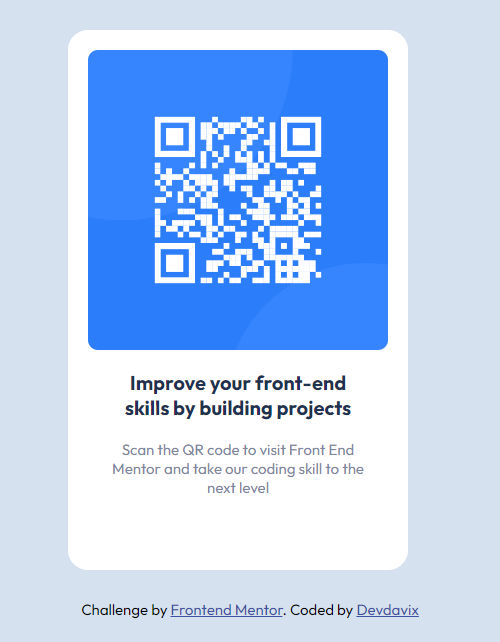 Improve your front-end
skills by building projects
Scan the QR code to visit Front End
Mentor and take our coding skill to the
next level
Challenge by Frontend Mentor. Coded by Devdavix